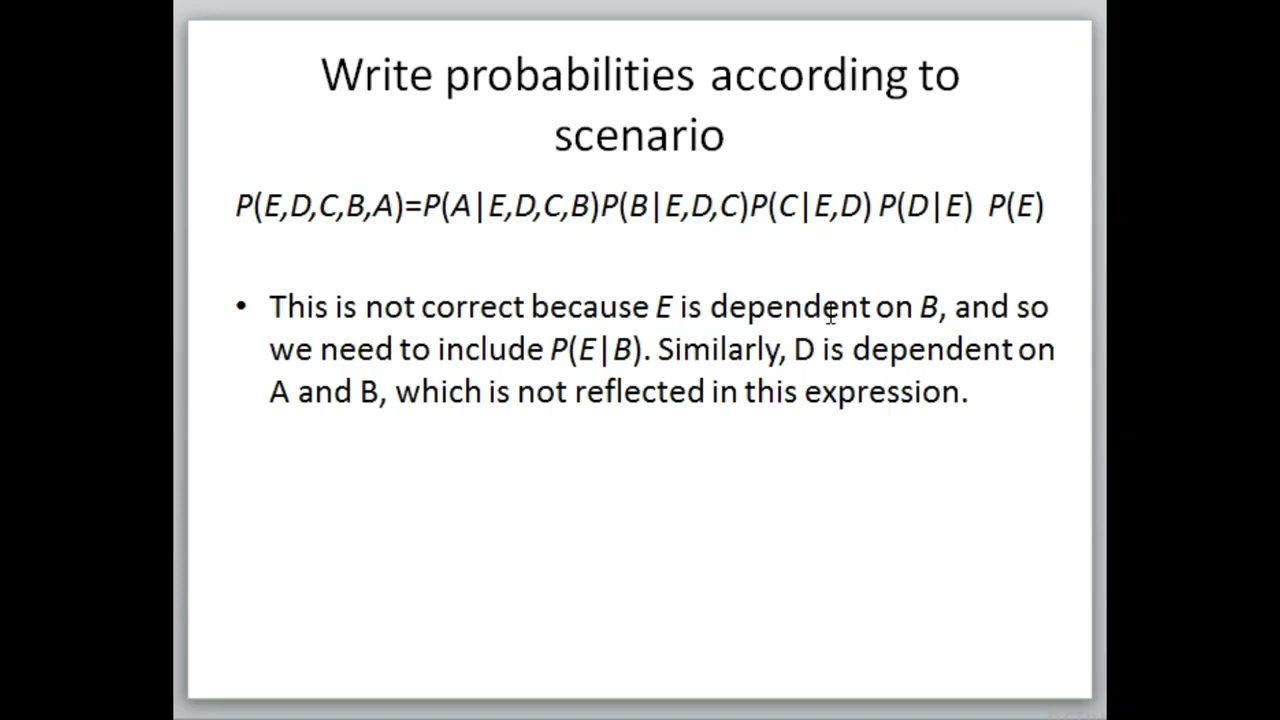 Write probabilities according to
scenario
P(E,D,C,B,A)=P(A|E,D,C,B)P(B|E,D,C)P(C|E,D) P(D|E) P(E)
• This is not correct because E is dependent on B, and so
we need to include P(E|B). Similarly, D is dependent on
A and B, which is not reflected in this expression.